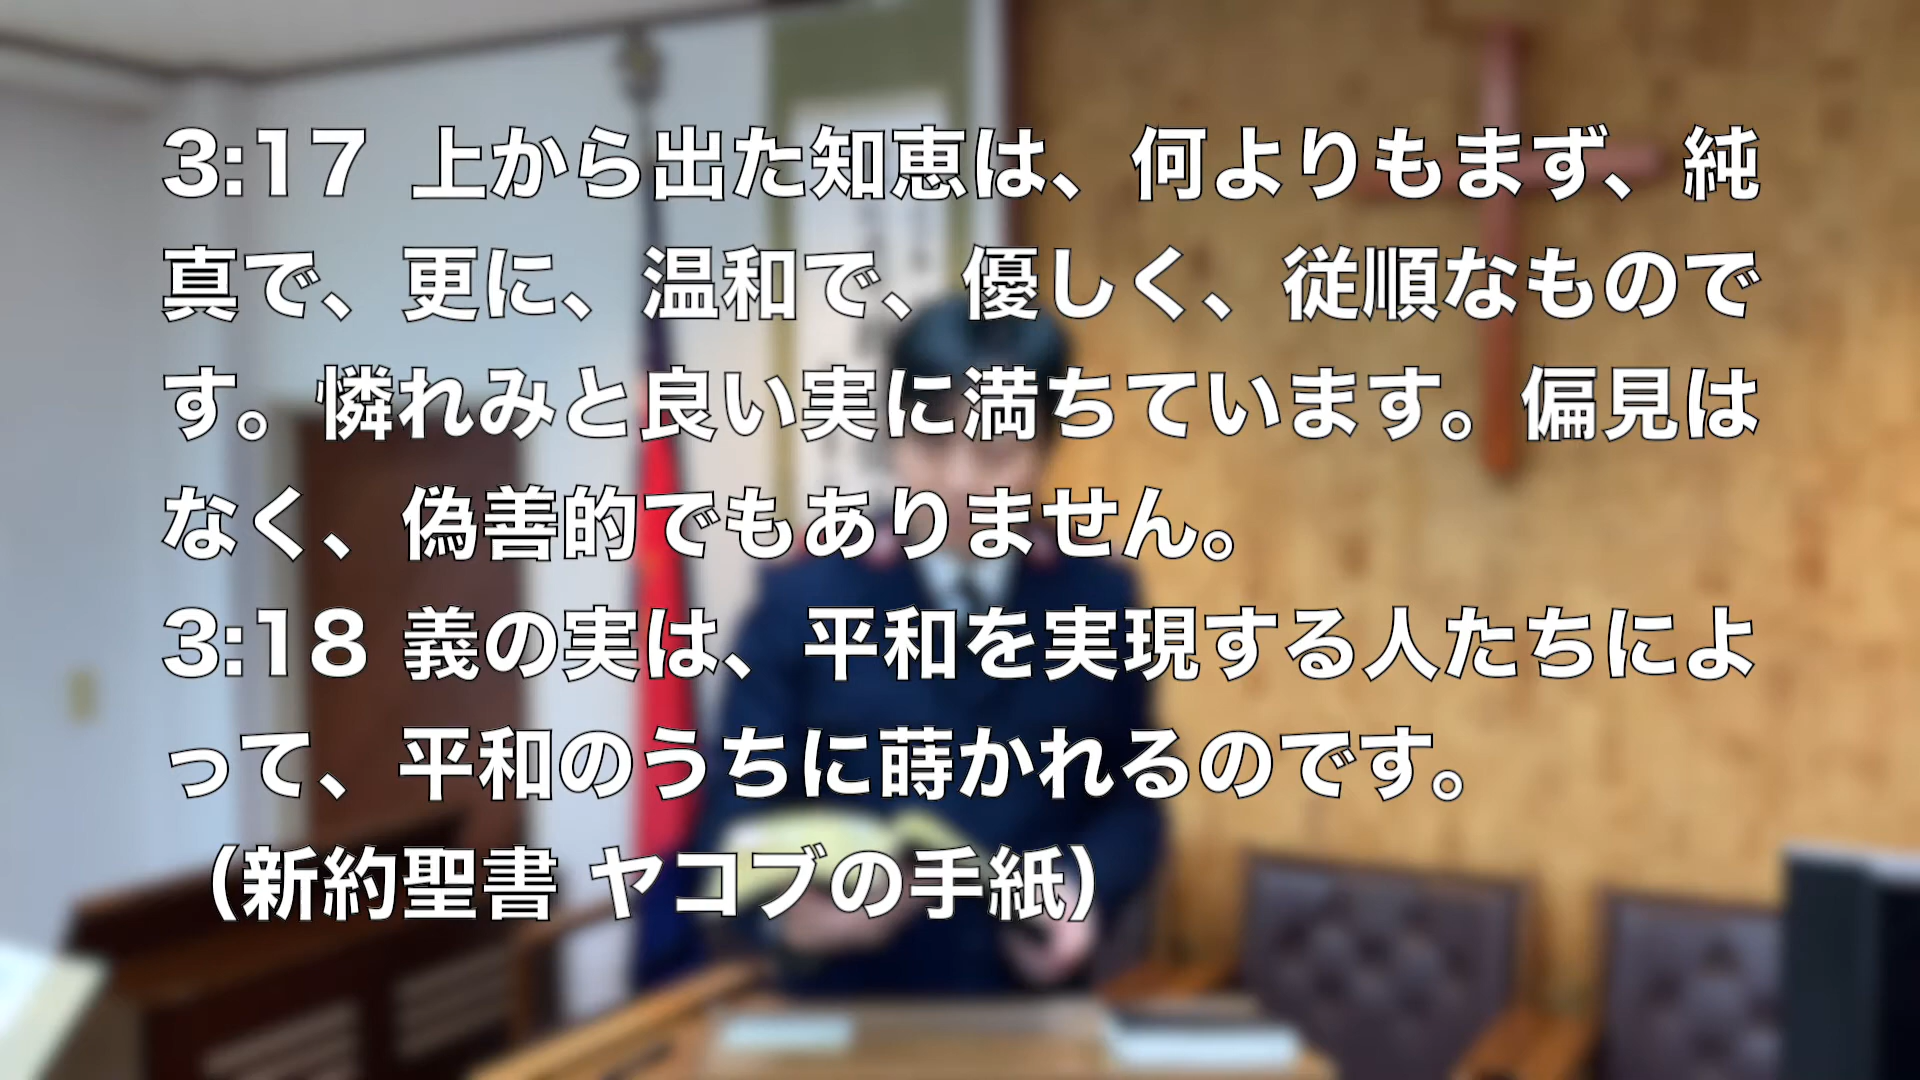 3:17 上から出た知恵は、何よりもまず、純
真で、更に、温和で、優しく、従順なもので
す。憐れみと良い実に満ちています。偏見は
なく、偽善的でもありません。
3:18 義の実は、平和を実現する人たちによ
って、平和のうちに蒔かれるのです。
（新約聖書 ヤコブの手紙）